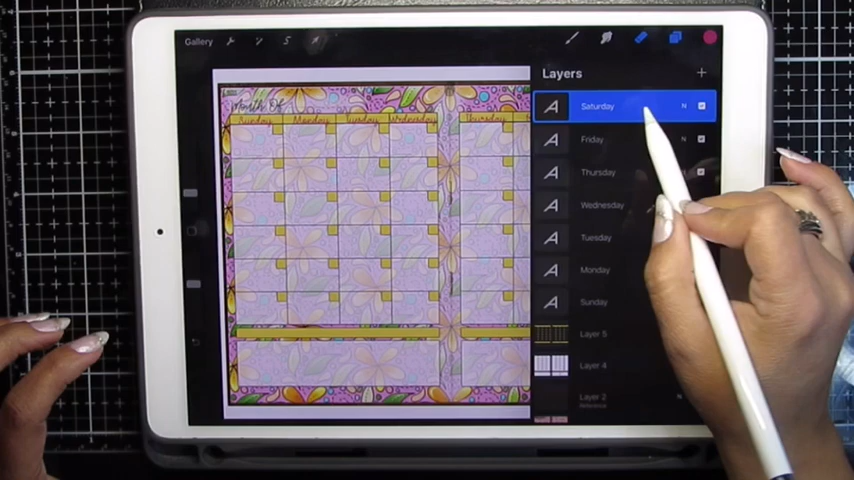 Gallery
Layers
Month Of
Sunday Monday Tuesday Wednesday Thursday
Saturday N
Friday N
Thursday
Wednesday
Tuesday
Monday
Sunday
Layer 5
Layer 4
Layer 2 N
Reference